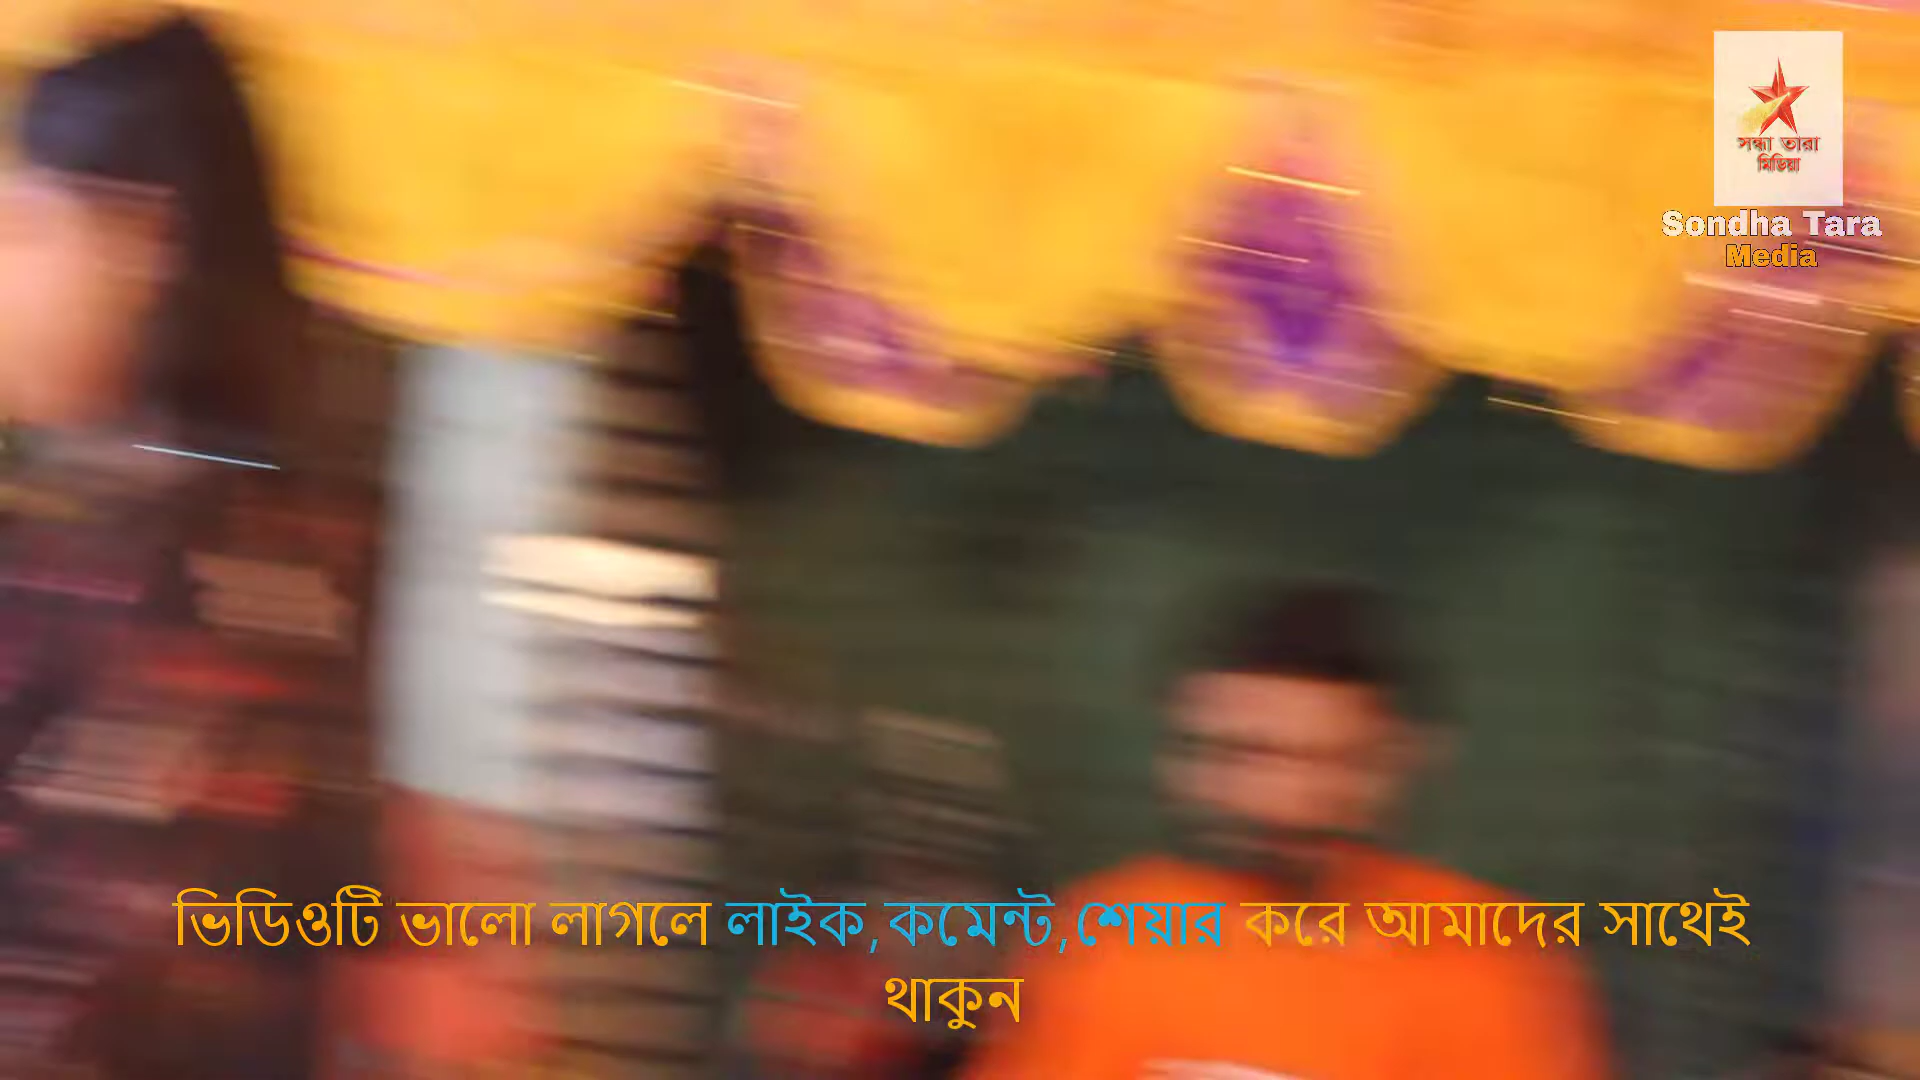 সন্ধা তারা
মিডিয়া
Sondha Tara
Media
ভিডিওটি ভালো লাগলে লাইক,কমেন্ট,শেয়ার করে আমাদের সাথেই
থাকুন